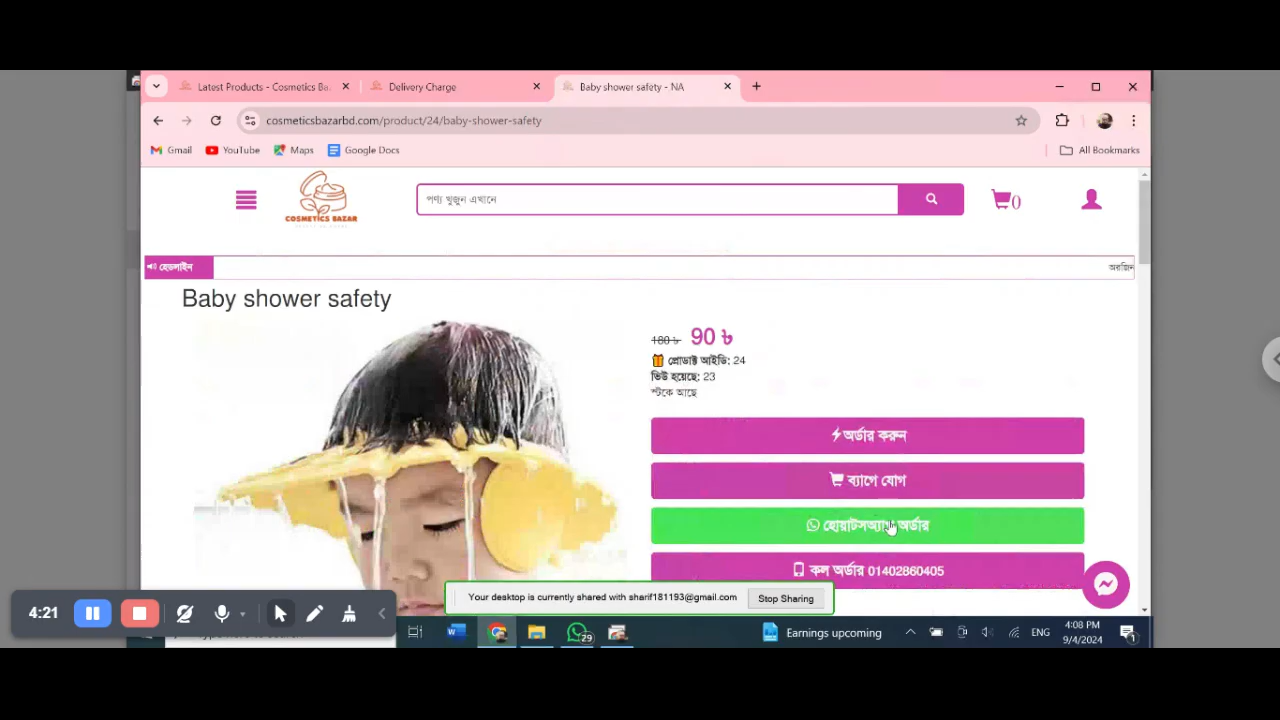 Latest Products - Cosmetics Ba.
Delivery Charge
Baby shower safety - NA
cosmeticsbazarbd.com/product/24/baby-shower-safety
Gmail
YouTube
Maps
Google Docs
All Bookmarks
COSMETICS BAZAR
পণ্য খুজুন এখানে
0
হেডলাইন
অরজিন
Baby shower safety
180 ৳ 90 ৳
প্রোডাক্ট আইডি: 24
ভিউ হয়েছে: 23
স্টকে আছে
অর্ডার করুন
ব্যাগে যোগ
হোয়াটসঅ্যাপ অর্ডার
কল অর্ডার 01402860405
4:21
Your desktop is currently shared with sharif181193@gmail.com
Stop Sharing
29
Earnings upcoming
ENG
4:08 PM
9/4/2024
1